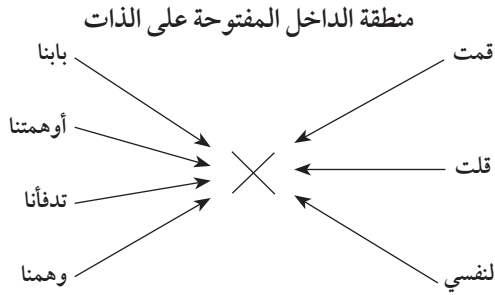 منطقة الداخل المفتوحة على الذات
قمت
بابنا
أوهمتنا
قلت
تدفأنا
لنفسي
وهمنا